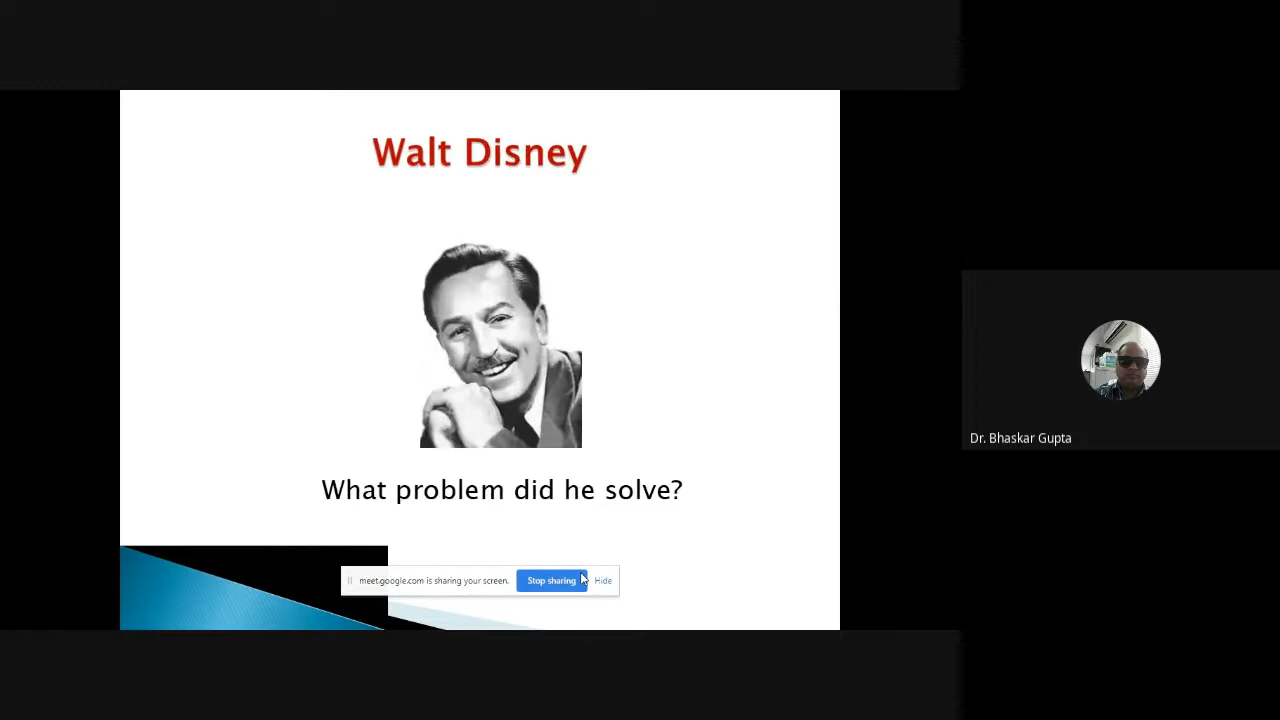 Walt Disney
What problem did he solve?
meet.google.com is sharing your screen. Stop sharing Hide
Dr. Bhaskar Gupta